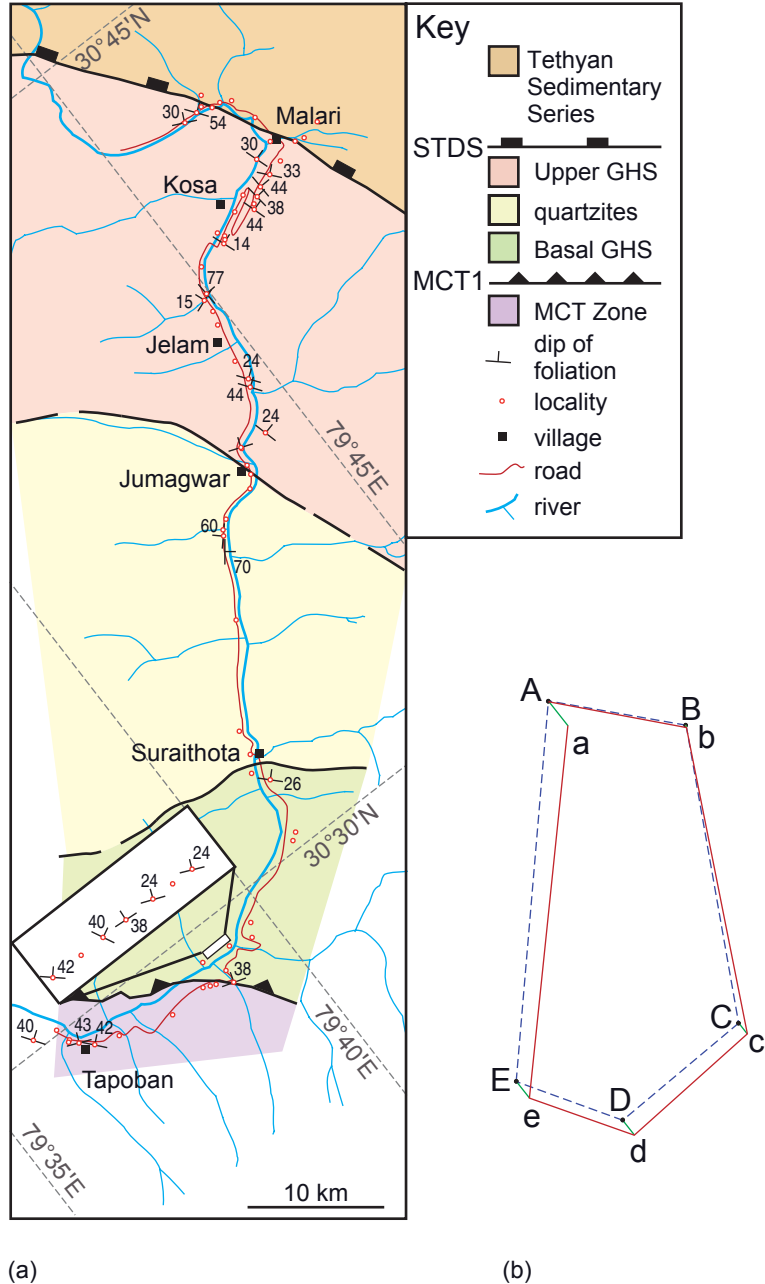 30°45'N
30
54
Malari
30
33
Kosa
44
38
44
14
77
15
Jelam
24
44
24
79°45'E
Jumagwar
60
70
Suraithota
26
30°30'N
24
24
40
38
42
38
40
43
42
Tapoban
79°40'E
79°35'E
10 km
(a)
Key
Tethyan
Sedimentary
Series
STDS
Upper GHS
quartzites
Basal GHS
MCT1
MCT Zone
dip of
foliation
locality
village
road
river
A
B
a
b
C
c
E
D
e
d
(b)